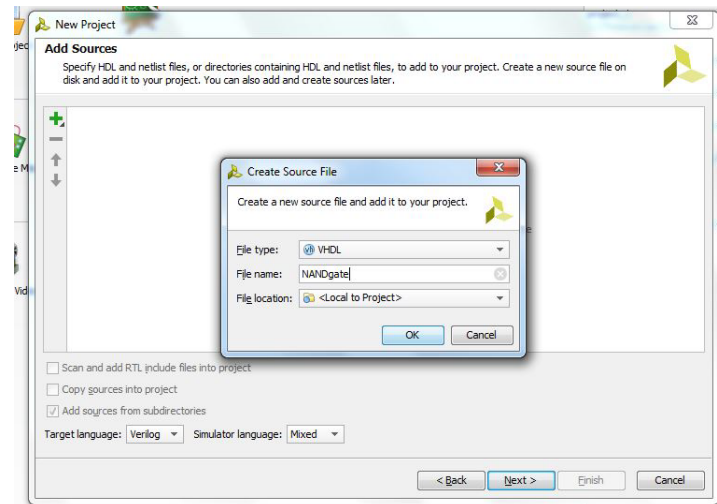 New Project
Add Sources
Specify HDL and netlist files, or directories containing HDL and netlist files, to add to your project. Create a new source file on
disk and add it to your project. You can also add and create sources later.
Create Source File
Create a new source file and add it to your project.
File type: VHDL
File name: NANDgate
File location: <Local to Project>
OK Cancel
Scan and add RTL include files into project
Copy sources into project
Add sources from subdirectories
Target language: Verilog Simulator language: Mixed
< Back Next > Finish Cancel